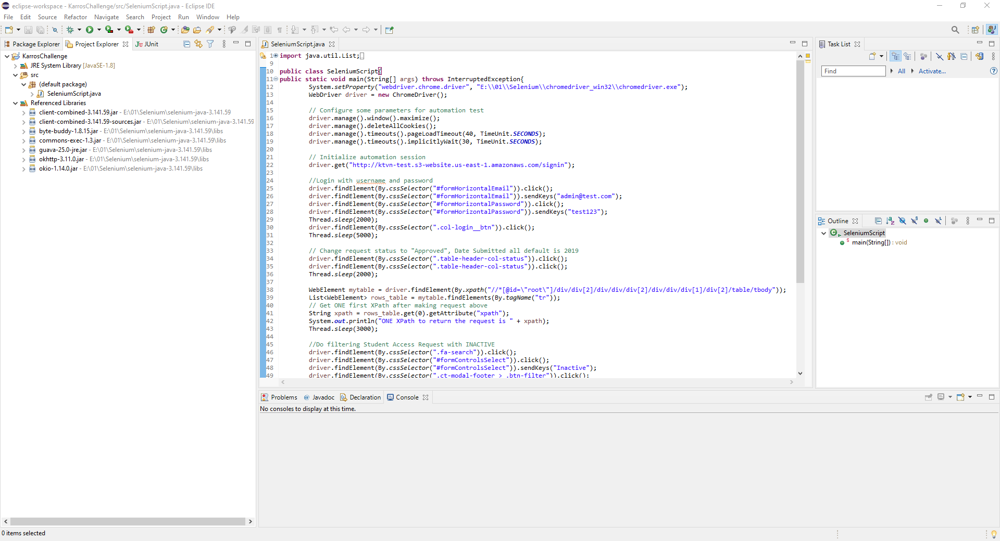 eclipse-workspace - KarrosChallenge/src/SeleniumScript.java - Eclipse IDE
File Edit Source Refactor Navigate Search Project Run Window Help
Package Explorer Project Explorer JUnit
KarrosChallenge
JRE System Library [JavaSE-1.8]
src
(default package)
SeleniumScript.java
Referenced Libraries
client-combined-3.141.59.jar - E:\01\Selenium\selenium-java-3.141.59
client-combined-3.141.59-sources.jar - E:\01\Selenium\selenium-java-3.141.59
byte-buddy-1.8.15.jar - E:\01\Selenium\selenium-java-3.141.59\libs
commons-exec-1.3.jar - E:\01\Selenium\selenium-java-3.141.59\libs
guava-25.0-jre.jar - E:\01\Selenium\selenium-java-3.141.59\libs
okhttp-3.11.0.jar - E:\01\Selenium\selenium-java-3.141.59\libs
okio-1.14.0.jar - E:\01\Selenium\selenium-java-3.141.59\libs
0 items selected
SeleniumScript.java
1 import java.util.List;
9
10 public class SeleniumScript{
11 public static void main(String[] args) throws InterruptedException{
12 System.setProperty("webdriver.chrome.driver", "E:\\01\\Selenium\\chromedriver_win32\\chromedriver.exe");
13 WebDriver driver = new ChromeDriver();
14
15 // Configure some parameters for automation test
16 driver.manage().window().maximize();
17 driver.manage().deleteAllCookies();
18 driver.manage().timeouts().pageLoadTimeout(40, TimeUnit.SECONDS);
19 driver.manage().timeouts().implicitlyWait(30, TimeUnit.SECONDS);
20
21 // Initialize automation session
22 driver.get("http://ktvn-test.s3-website.us-east-1.amazonaws.com/signin");
23
24 //Login with username and password
25 driver.findElement(By.cssSelector("#formHorizontalEmail")).click();
26 driver.findElement(By.cssSelector("#formHorizontalEmail")).sendKeys("admin@test.com");
27 driver.findElement(By.cssSelector("#formHorizontalPassword")).click();
28 driver.findElement(By.cssSelector("#formHorizontalPassword")).sendKeys("test123");
29 Thread.sleep(2000);
30 driver.findElement(By.cssSelector(".col-login__btn")).click();
31 Thread.sleep(5000);
32
33 // Change request status to "Approved", Date Submitted all default is 2019
34 driver.findElement(By.cssSelector(".table-header-col-status")).click();
35 driver.findElement(By.cssSelector(".table-header-col-status")).click();
36 Thread.sleep(2000);
37
38 WebElement mytable = driver.findElement(By.xpath("//*[@id=\"root\"]/div/div[2]/div/div/div[2]/div/div/div[1]/div[2]/table/tbody"));
39 List<WebElement> rows_table = mytable.findElements(By.tagName("tr"));
40 // Get ONE first XPath after making request above
41 String xpath = rows_table.get(0).getAttribute("xpath");
42 System.out.println("ONE XPath to return the request is " + xpath);
43 Thread.sleep(3000);
44
45 //Do filtering Student Access Request with INACTIVE
46 driver.findElement(By.cssSelector(".fa-search")).click();
47 driver.findElement(By.cssSelector("#formControlsSelect")).click();
48 driver.findElement(By.cssSelector("#formControlsSelect")).sendKeys("Inactive");
49 driver.findElement(By.cssSelector(".ct-modal-footer > .btn-filter")).click();
Problems Javadoc Declaration Console
No consoles to display at this time.
Task List
Find All Activate...
Outline
SeleniumScript
main(String[]) : void